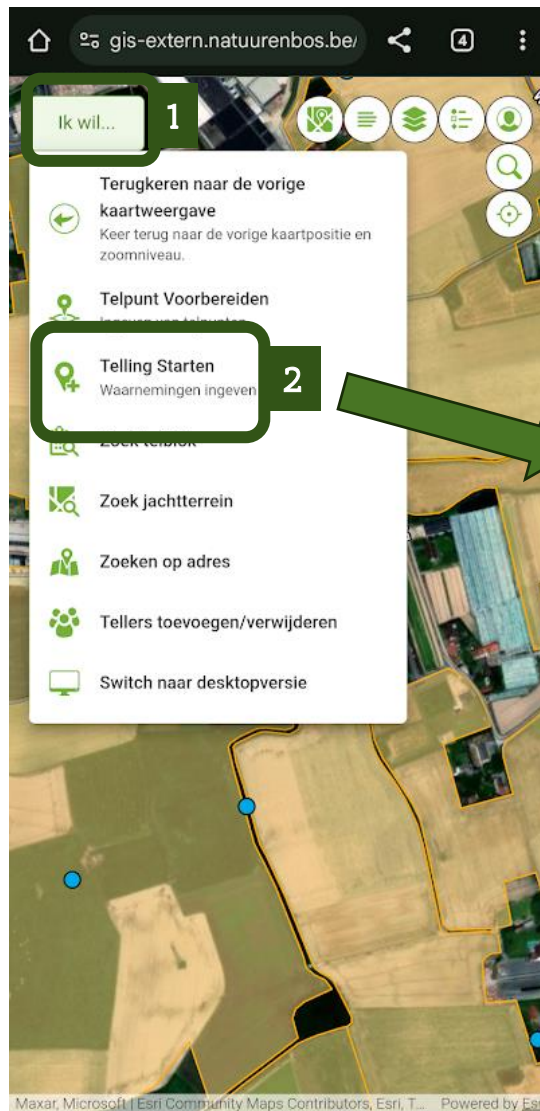 gis-extern.natuurenbos.be/
4
Ik wil...
1
Terugkeren naar de vorige
kaartweergave
Keer terug naar de vorige kaartpositie en
zoomniveau.
Telpunt Voorbereiden
Telling Starten
Waarnemingen ingeven
2
Zoek telblok
Zoek jachtterrein
Zoeken op adres
Tellers toevoegen/verwijderen
Switch naar desktopversie
Maxar, Microsoft | Esri Community Maps Contributors, Esri, T... Powered by Es